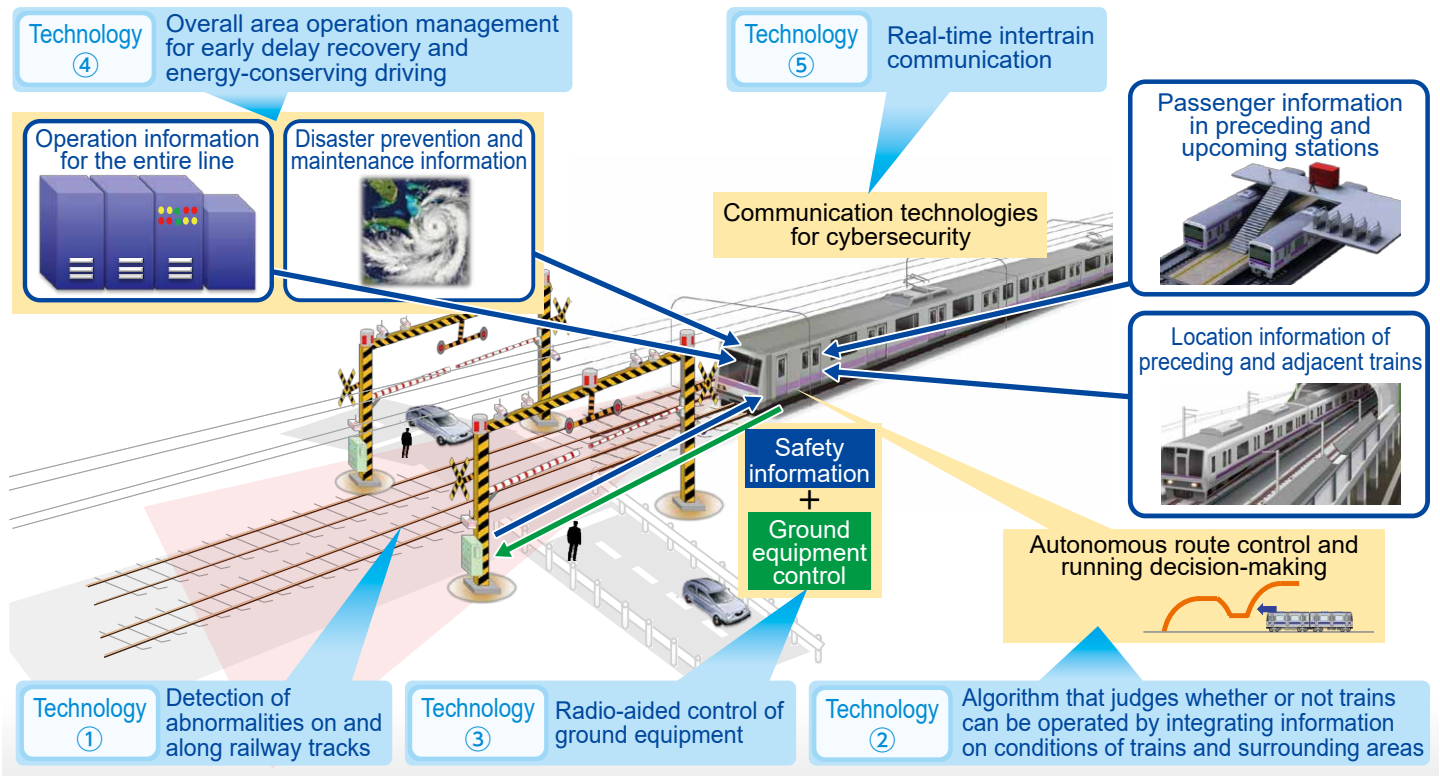 Technology
④
Overall area operation management
for early delay recovery and
energy-conserving driving
Technology
⑤
Real-time intertrain
communication
Operation information
for the entire line
Disaster prevention and
maintenance information
Communication technologies
for cybersecurity
Passenger information
in preceding and
upcoming stations
Location information of
preceding and adjacent trains
Safety
information
+
Ground
equipment
control
Autonomous route control and
running decision-making
Technology
①
Detection of
abnormalities on and
along railway tracks
Technology
③
Radio-aided control of
ground equipment
Technology
②
Algorithm that judges whether or not trains
can be operated by integrating information
on conditions of trains and surrounding areas